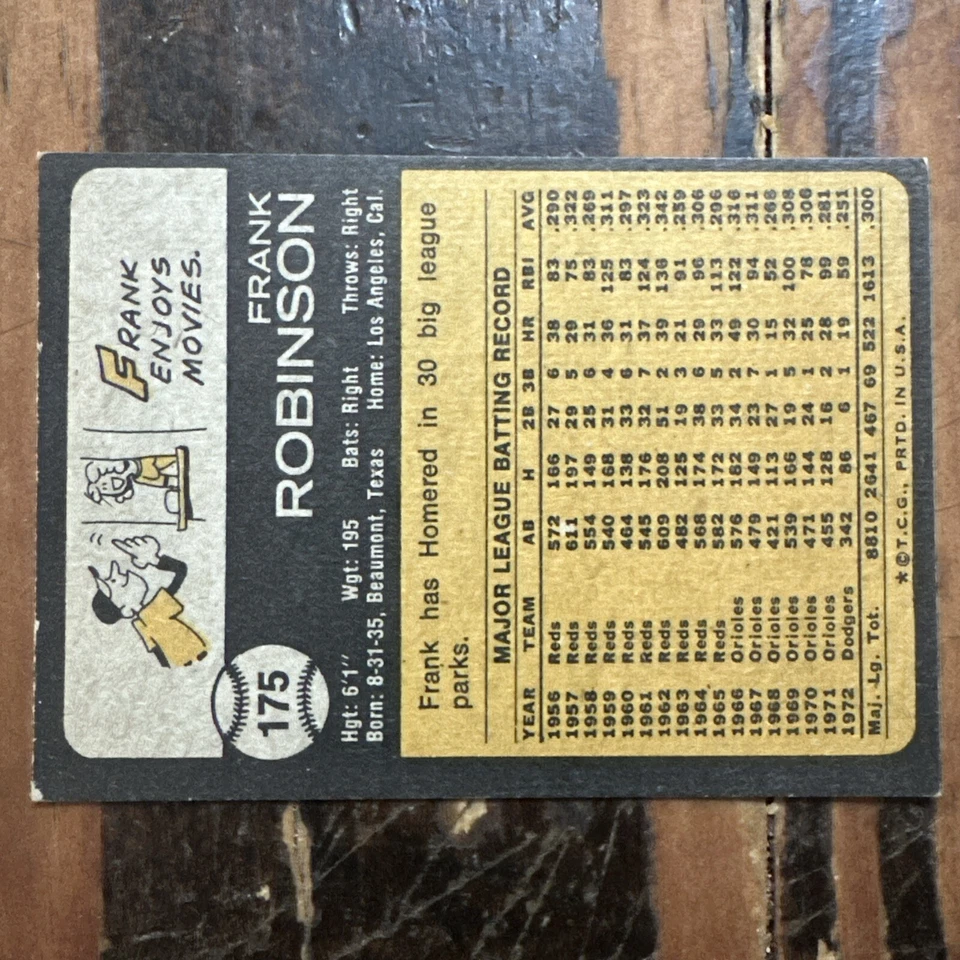 FRANK
ENJOYS
MOVIES.
175
FRANK
ROBINSON
Hgt: 6'1" Wgt: 195 Bats: Right Throws: Right
Born: 8-31-35, Beaumont, Texas Home: Los Angeles, Cal.
Frank has Homered in 30 big league
parks.
MAJOR LEAGUE BATTING RECORD
YEAR TEAM AB H 2B 3B HR RBI AVG
1956 Reds 572 166 27 6 38 83 .290
1957 Reds 611 197 29 5 29 75 .322
1958 Reds 554 149 25 6 31 83 .269
1959 Reds 540 168 31 4 36 125 .311
1960 Reds 464 138 33 6 31 83 .297
1961 Reds 545 176 32 7 37 124 .323
1962 Reds 609 208 51 2 39 136 .342
1963 Reds 482 125 19 3 21 91 .259
1964 Reds 568 174 38 6 29 96 .306
1965 Reds 582 172 33 5 33 113 .296
1966 Orioles 576 182 34 2 49 122 .316
1967 Orioles 479 149 23 7 30 94 .311
1968 Orioles 421 113 27 1 15 52 .268
1969 Orioles 539 166 19 5 32 100 .308
1970 Orioles 471 144 24 1 25 78 .306
1971 Orioles 455 128 16 2 28 99 .281
1972 Dodgers 342 86 6 1 19 59 .251
Maj. Lg. Tot. 8810 2641 467 69 522 1613 .300
*©T.C.G., PRTD. IN U.S.A.